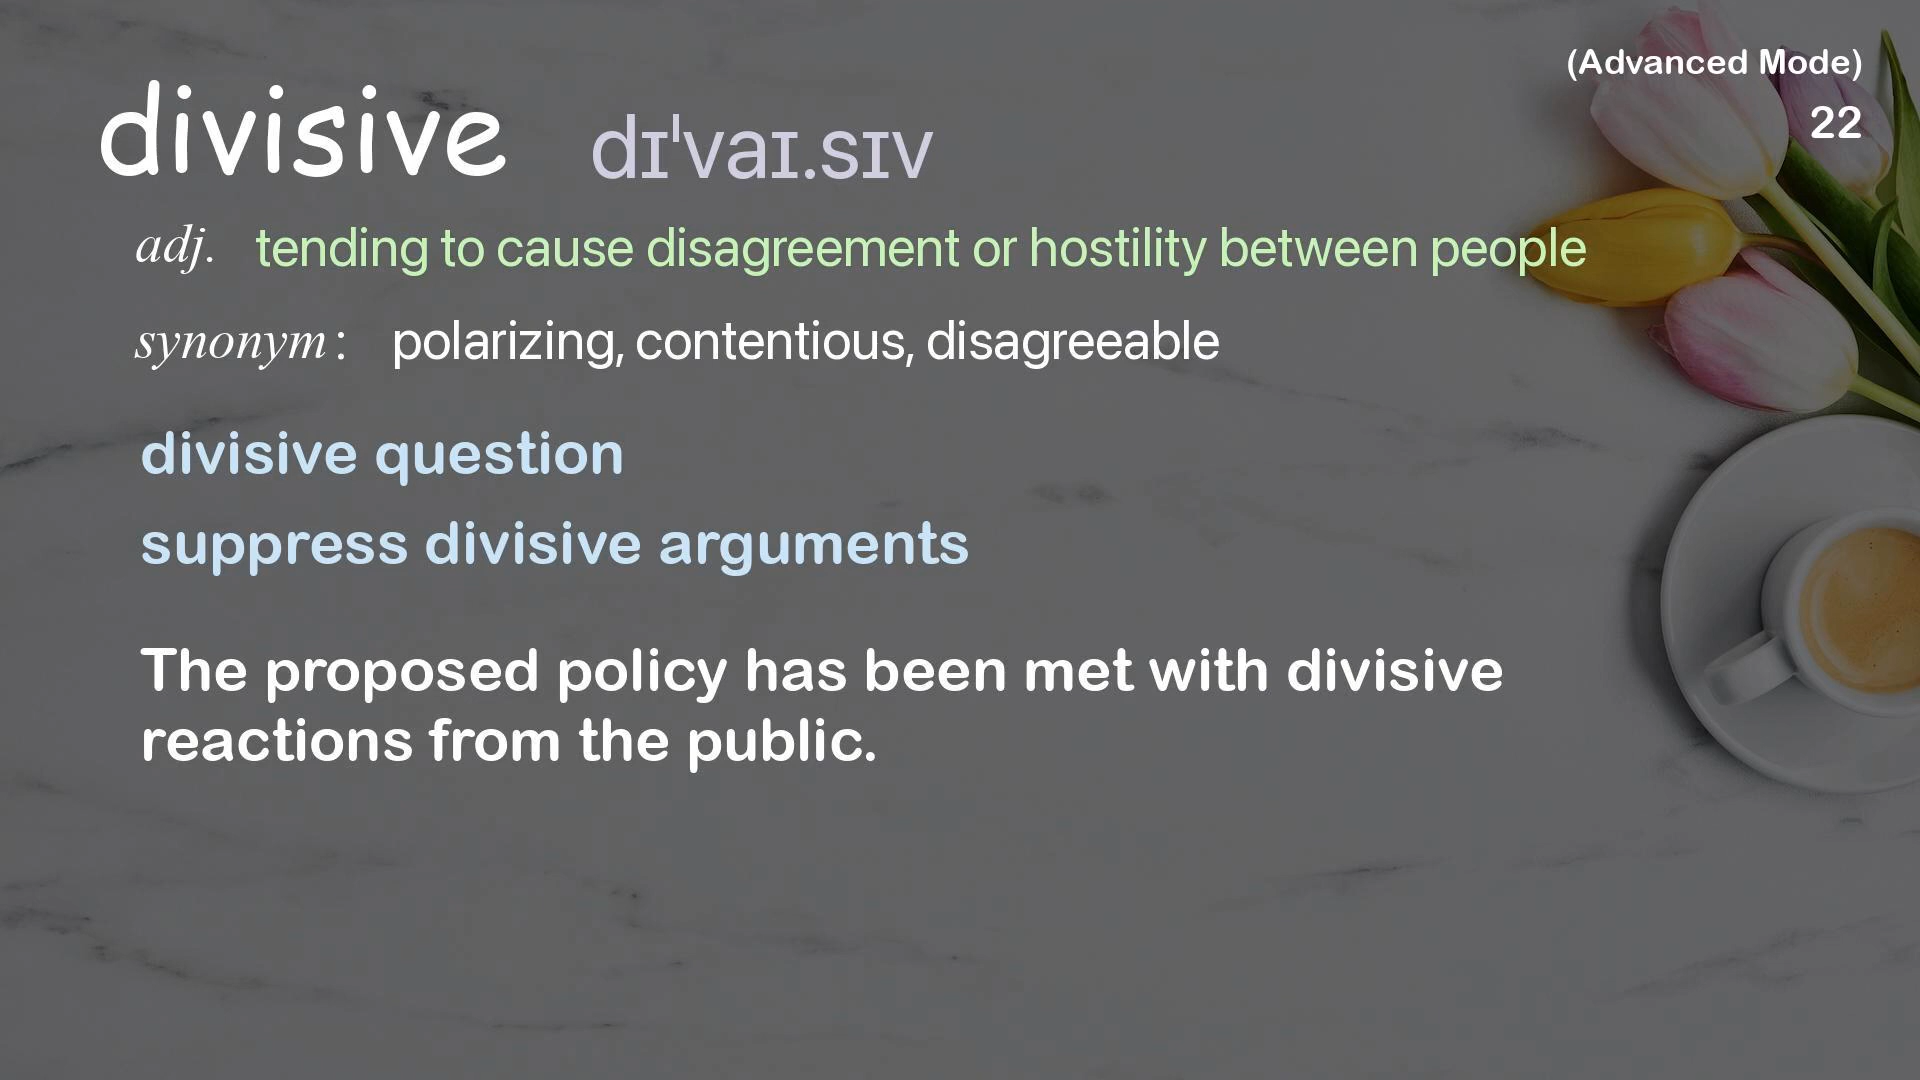 (Advanced Mode)
22
divisive dɪˈvaɪ.sɪv
adj. tending to cause disagreement or hostility between people
synonym: polarizing, contentious, disagreeable
divisive question
suppress divisive arguments
The proposed policy has been met with divisive
reactions from the public.